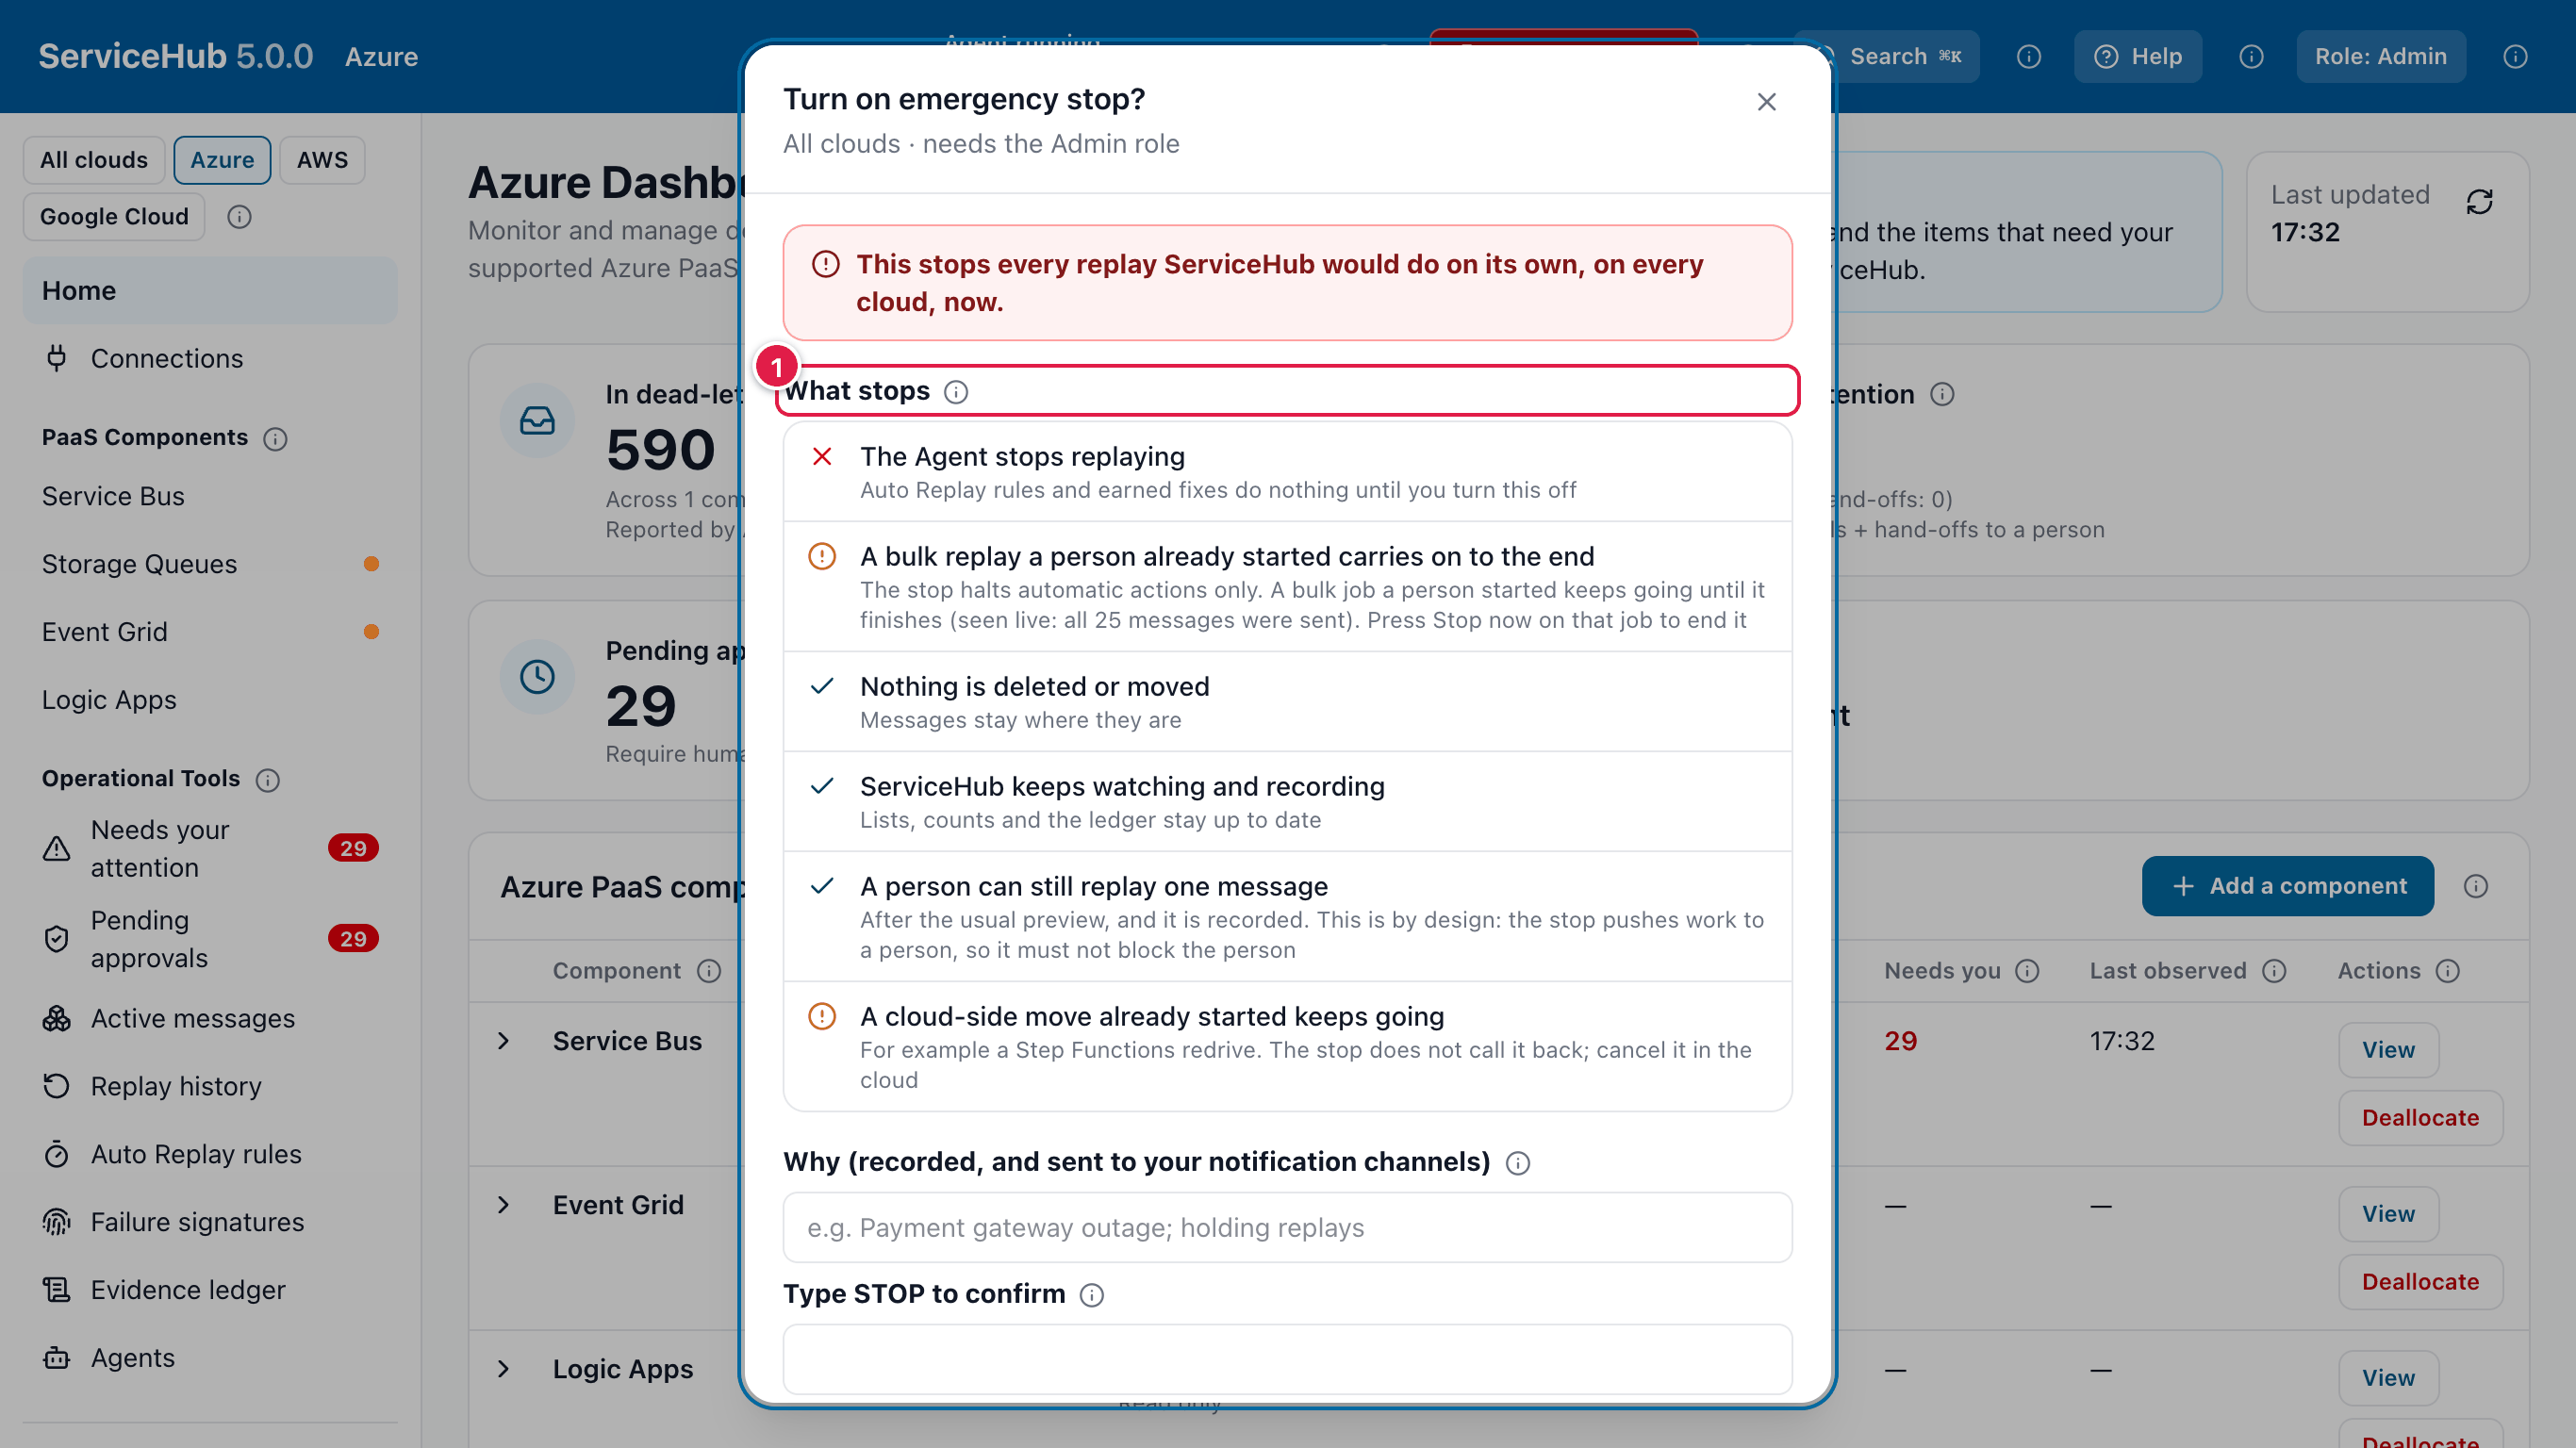 ServiceHub 5.0.0 Azure
Search ⌘K
Help
Role: Admin
All clouds
Azure
AWS
Google Cloud
Home
Connections
PaaS Components
Service Bus
Storage Queues
Event Grid
Logic Apps
Operational Tools
Needs your
attention
29
Pending
approvals
29
Active messages
Replay history
Auto Replay rules
Failure signatures
Evidence ledger
Agents
Azure
Monitor and manage
supported Azure PaaS
In
590
Across 1
Reported by
Pending
29
Require
Azure PaaS
Component
Service Bus
Event Grid
Logic Apps
Turn on emergency stop?
All clouds · needs the Admin role
This stops every replay ServiceHub would do on its own, on every
cloud, now.
1
What stops
The Agent stops replaying
Auto Replay rules and earned fixes do nothing until you turn this off
A bulk replay a person already started carries on to the end
The stop halts automatic actions only. A bulk job a person started keeps going until it
finishes (seen live: all 25 messages were sent). Press Stop now on that job to end it
Nothing is deleted or moved
Messages stay where they are
ServiceHub keeps watching and recording
Lists, counts and the ledger stay up to date
A person can still replay one message
After the usual preview, and it is recorded. This is by design: the stop pushes work to
a person, so it must not block the person
A cloud-side move already started keeps going
For example a Step Functions redrive. The stop does not call it back; cancel it in the
cloud
Why (recorded, and sent to your notification channels)
e.g. Payment gateway outage; holding replays
Type STOP to confirm
and the items that need your
Last updated
17:32
+ hand-offs to a person
Add a component
Needs you
Last observed
Actions
29
17:32
View
Deallocate
—
—
View
Deallocate
—
—
View
Deallocate